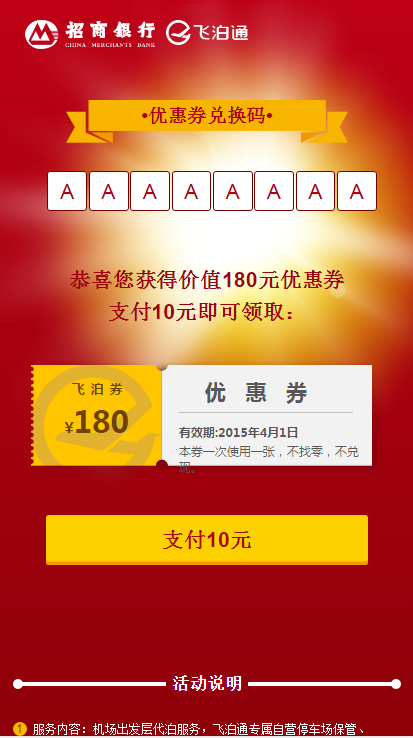 招商银行 飞泊通
CHINA MERCHANTS BANK
•优惠券兑换码•
A A A A A A A A
恭喜您获得价值180元优惠券
支付10元即可领取：
飞泊券
¥180
优惠券
有效期:2015年4月1日
本券一次使用一张，不找零，不兑
现。
支付10元
活动说明
1 服务内容：机场出发层代泊服务，飞泊通专属自营停车场保管、